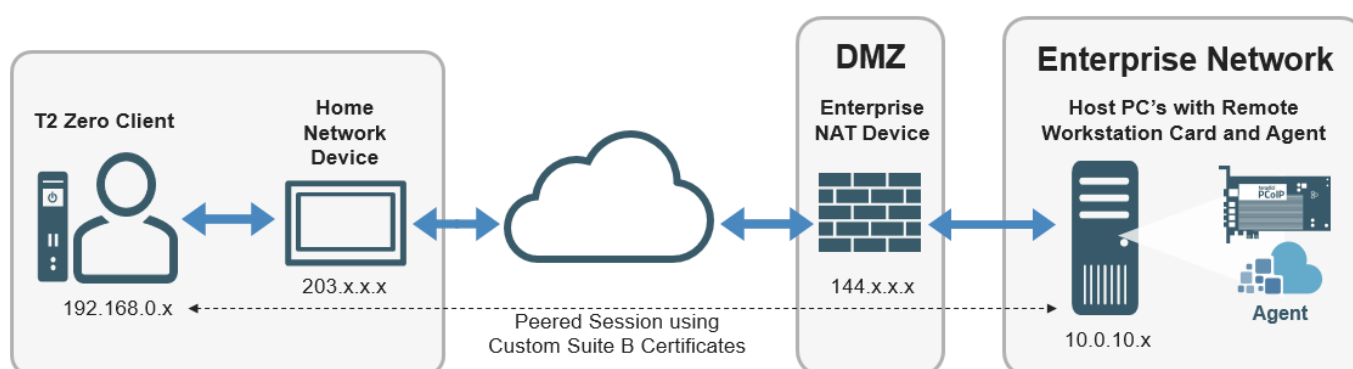 T2 Zero Client
192.168.0.x
Home
Network
Device
203.x.x.x
DMZ
Enterprise
NAT Device
144.x.x.x
Enterprise Network
Host PC's with Remote
Workstation Card and Agent
PCoIP
Agent
10.0.10.x
Peered Session using
Custom Suite B Certificates